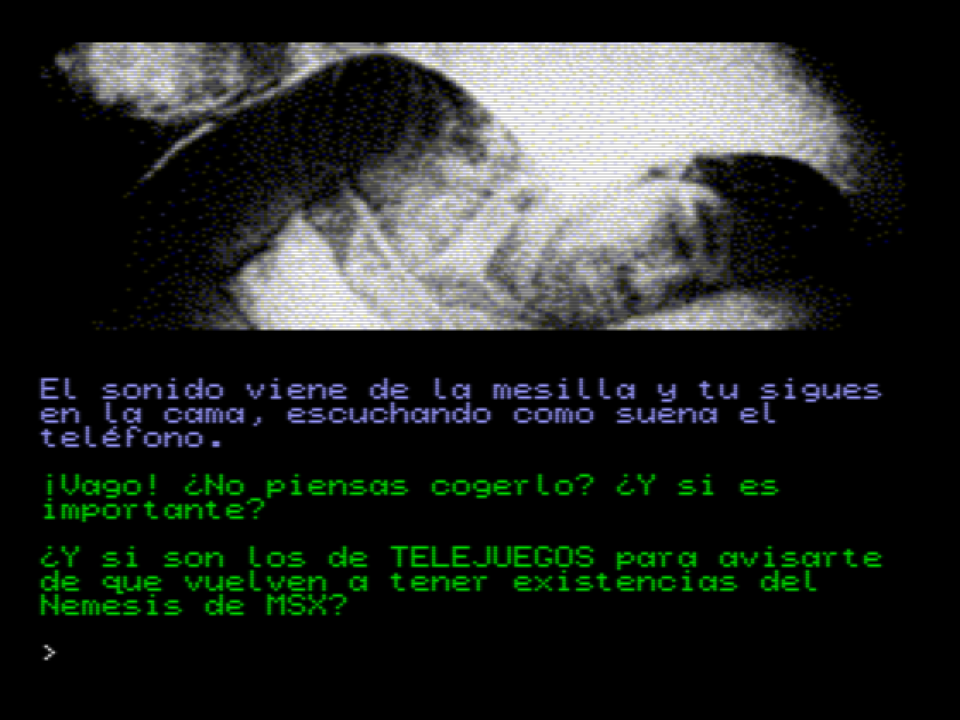 El sonido viene de la mesilla y tu sigues
en la cama, escuchando como suena el
teléfono.
¡Vago! ¿No piensas cogerlo? ¿Y si es
importante?
¿Y si son los de TELEJUEGOS para avisarte
de que vuelven a tener existencias del
Nemesis de MSX?
>